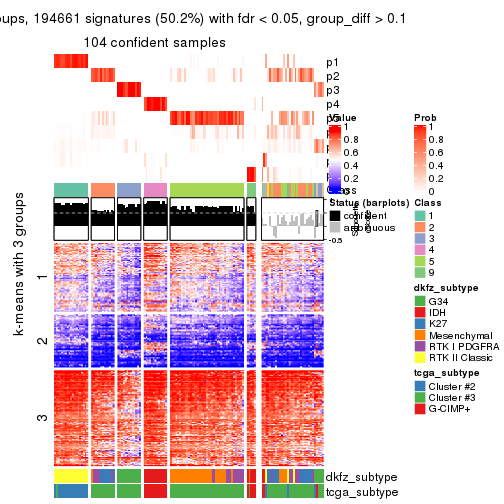 oups, 194661 signatures (50.2%) with fdr < 0.05, group_diff > 0.1
104 confident samples
p1
p2
p3
p4
Value
1
0.8
0.6
0.4
0.2
0
Prob
1
0.8
0.6
0.4
0.2
0
Class
Status (barplots)
confident
ambiguous
-0.5
Class
1
2
3
4
5
9
dkfz_subtype
G34
IDH
K27
Mesenchymal
RTK I PDGFRA
RTK II Classic
tcga_subtype
Cluster #2
Cluster #3
G-CIMP+
k-means with 3 groups
1
2
3
dkfz_subtype
tcga_subtype